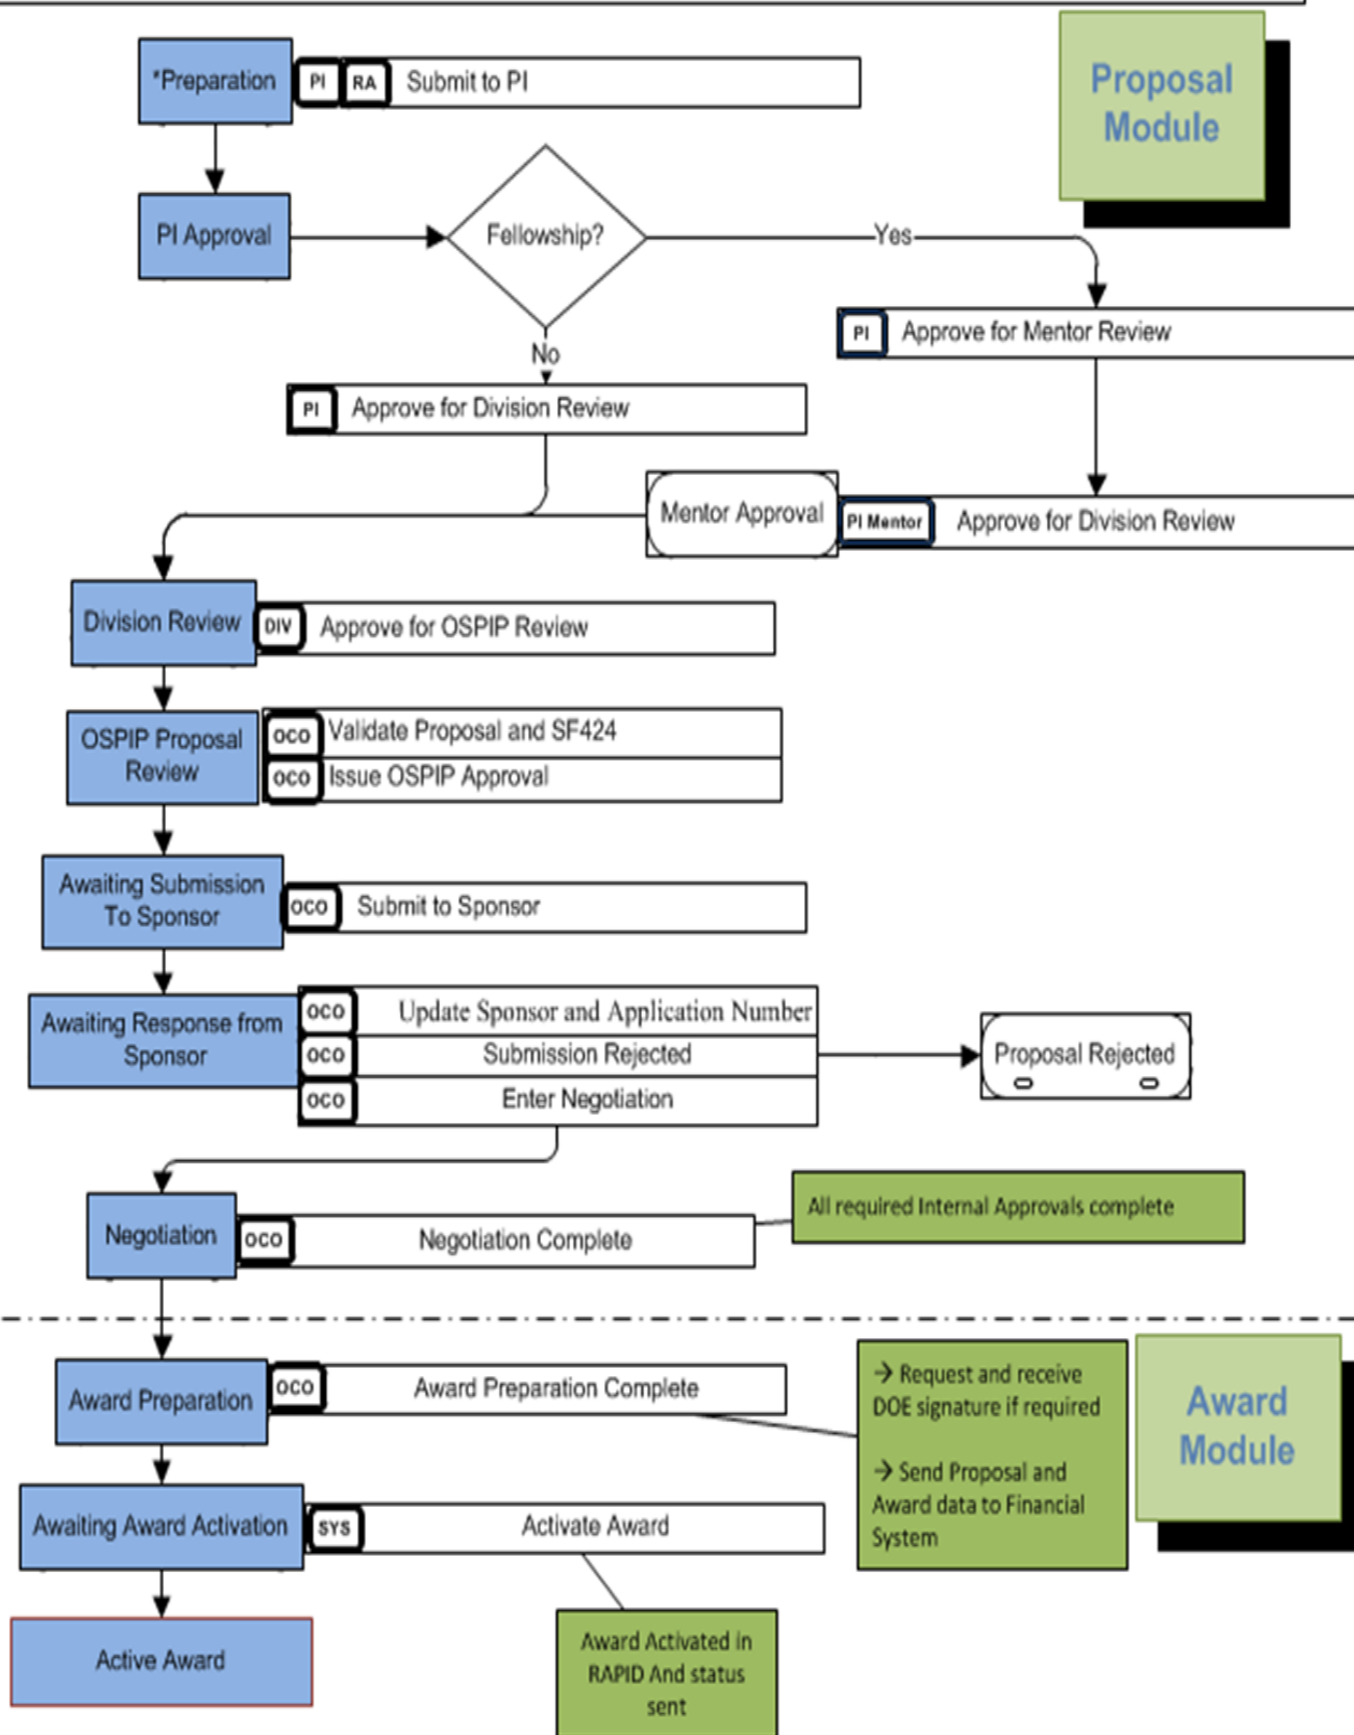 *Preparation
PI
RA
Submit to PI
Proposal
Module
PI Approval
Fellowship?
Yes
No
PI
Approve for Mentor Review
PI
Approve for Division Review
Mentor Approval
PI Mentor
Approve for Division Review
Division Review
DIV
Approve for OSPIP Review
OSPIP Proposal
Review
OCO
Validate Proposal and SF424
OCO
Issue OSPIP Approval
Awaiting Submission
To Sponsor
OCO
Submit to Sponsor
Awaiting Response from
Sponsor
OCO
Update Sponsor and Application Number
OCO
Submission Rejected
OCO
Enter Negotiation
Proposal Rejected
Negotiation
OCO
Negotiation Complete
All required Internal Approvals complete
Award Preparation
OCO
Award Preparation Complete
→ Request and receive
DOE signature if required
→ Send Proposal and
Award data to Financial
System
Award
Module
Awaiting Award Activation
SYS
Activate Award
Active Award
Award Activated in
RAPID And status
sent